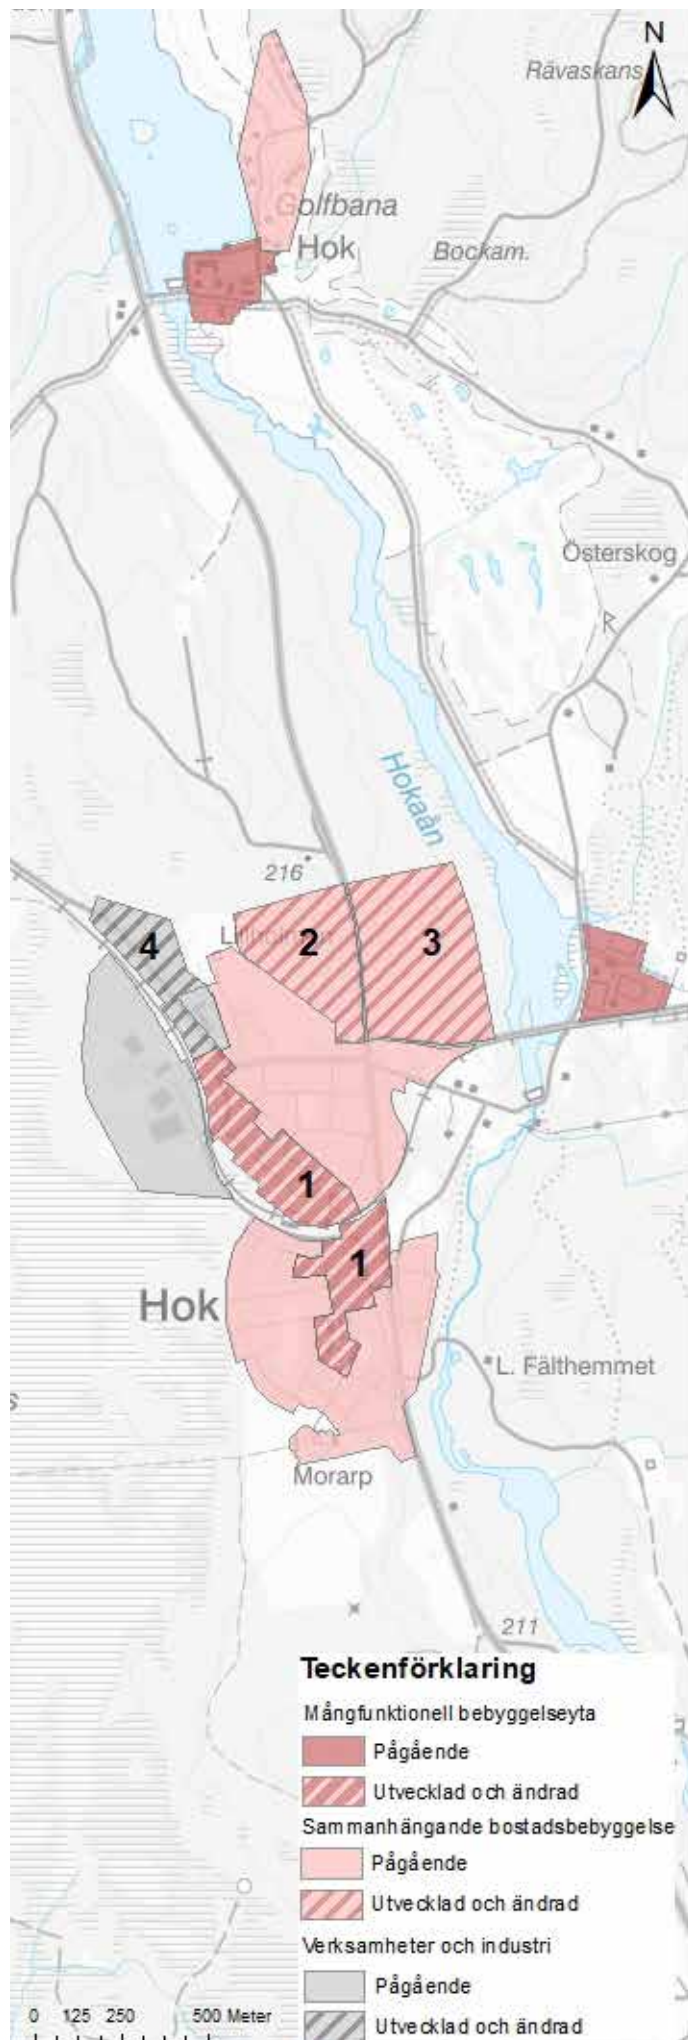 N
Rävaskans
Golfbana
Hok
Bockam.
Österskog
Hokaån
216
2
3
4
1
1
Hok
L. Fälthemmet
Morarp
211
Teckenförklaring
Mångfunktionell bebyggelseyta
Pågående
Utvecklad och ändrad
Sammanhängande bostadsbebyggelse
Pågående
Utvecklad och ändrad
Verksamheter och industri
Pågående
Utvecklad och ändrad
0 125 250 500 Meter